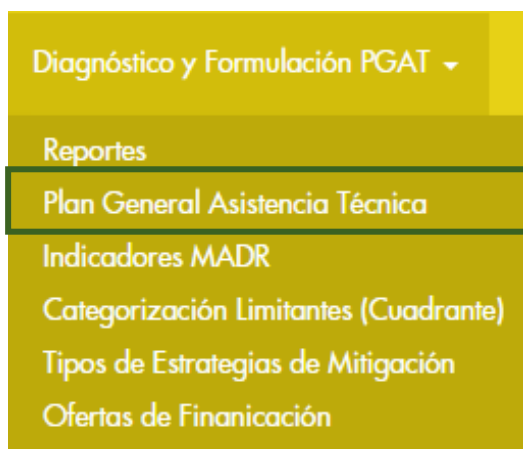 Diagnóstico y Formulación PGAT
Reportes
Plan General Asistencia Técnica
Indicadores MADR
Categorización Limitantes (Cuadrante)
Tipos de Estrategias de Mitigación
Ofertas de Finanicación